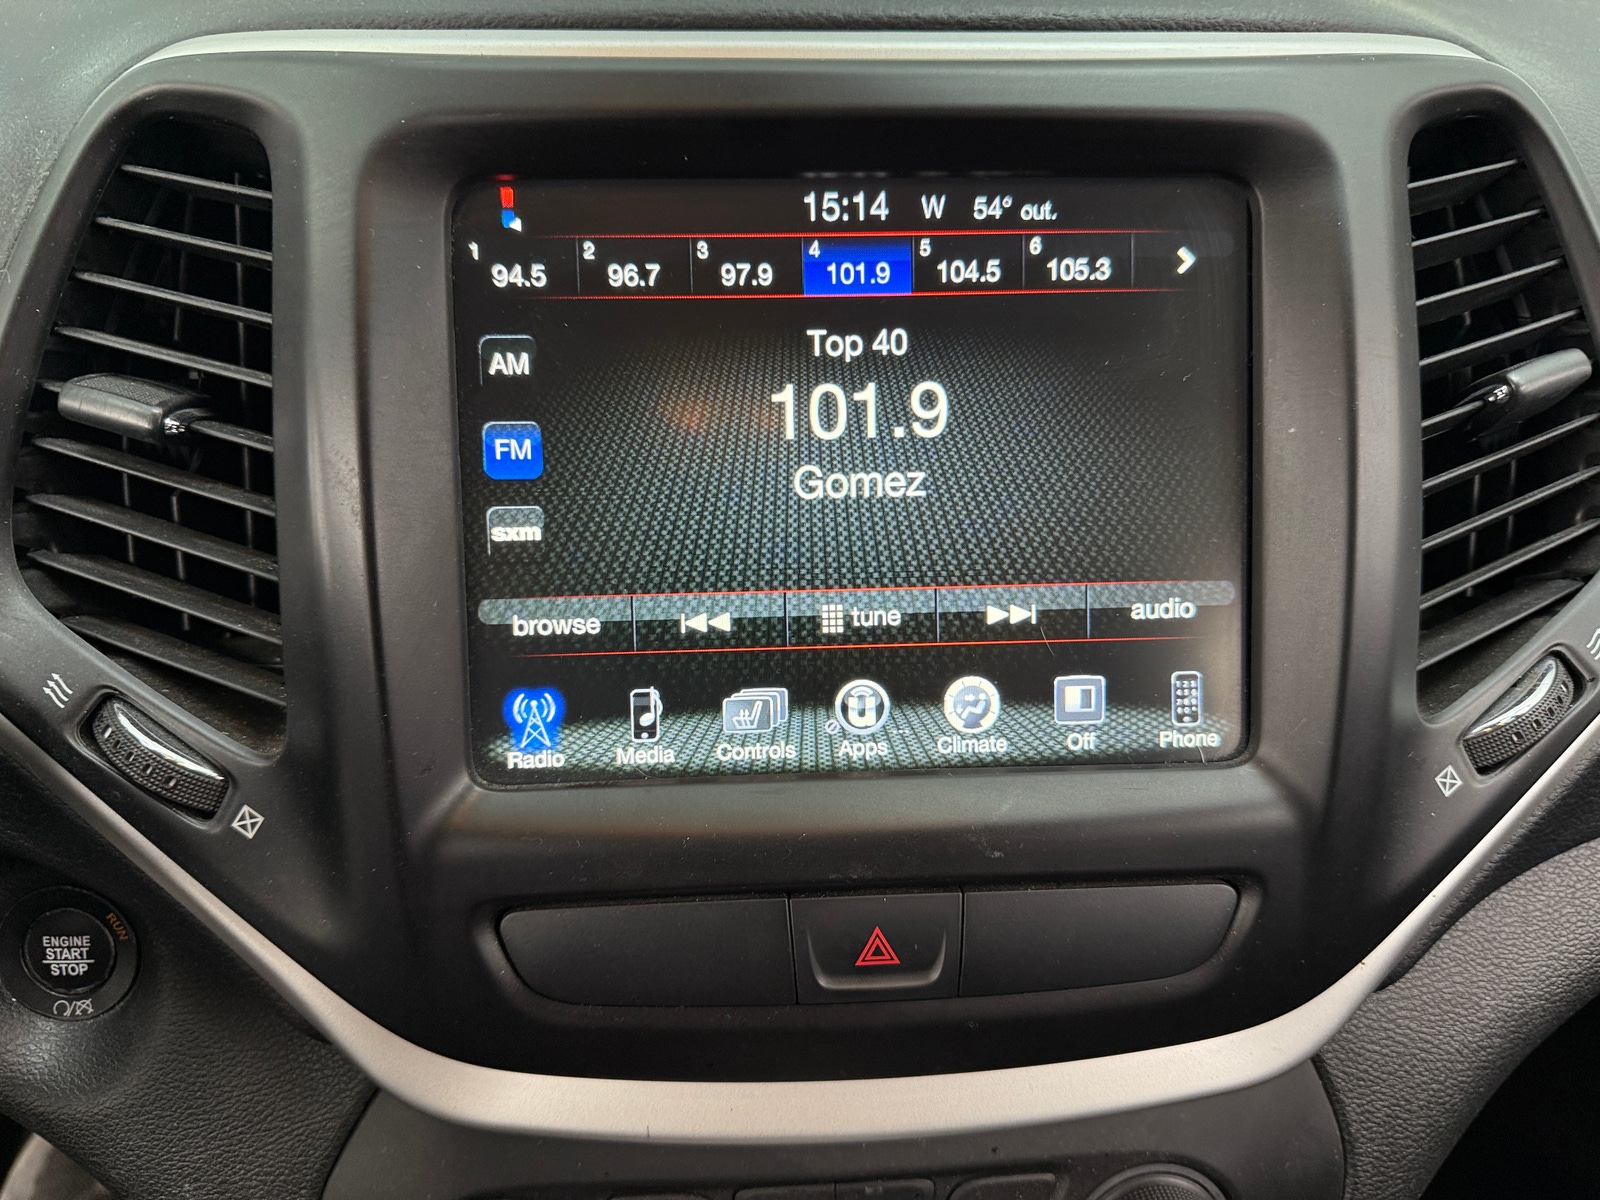 15:14 W 54° out.
1 94.5 2 96.7 3 97.9 4 101.9 5 104.5 6 105.3
Top 40
AM
101.9
FM
Gomez
sxm
browse tune audio
Radio Media Controls Apps Climate Off Phone
RUN
ENGINE
START
STOP